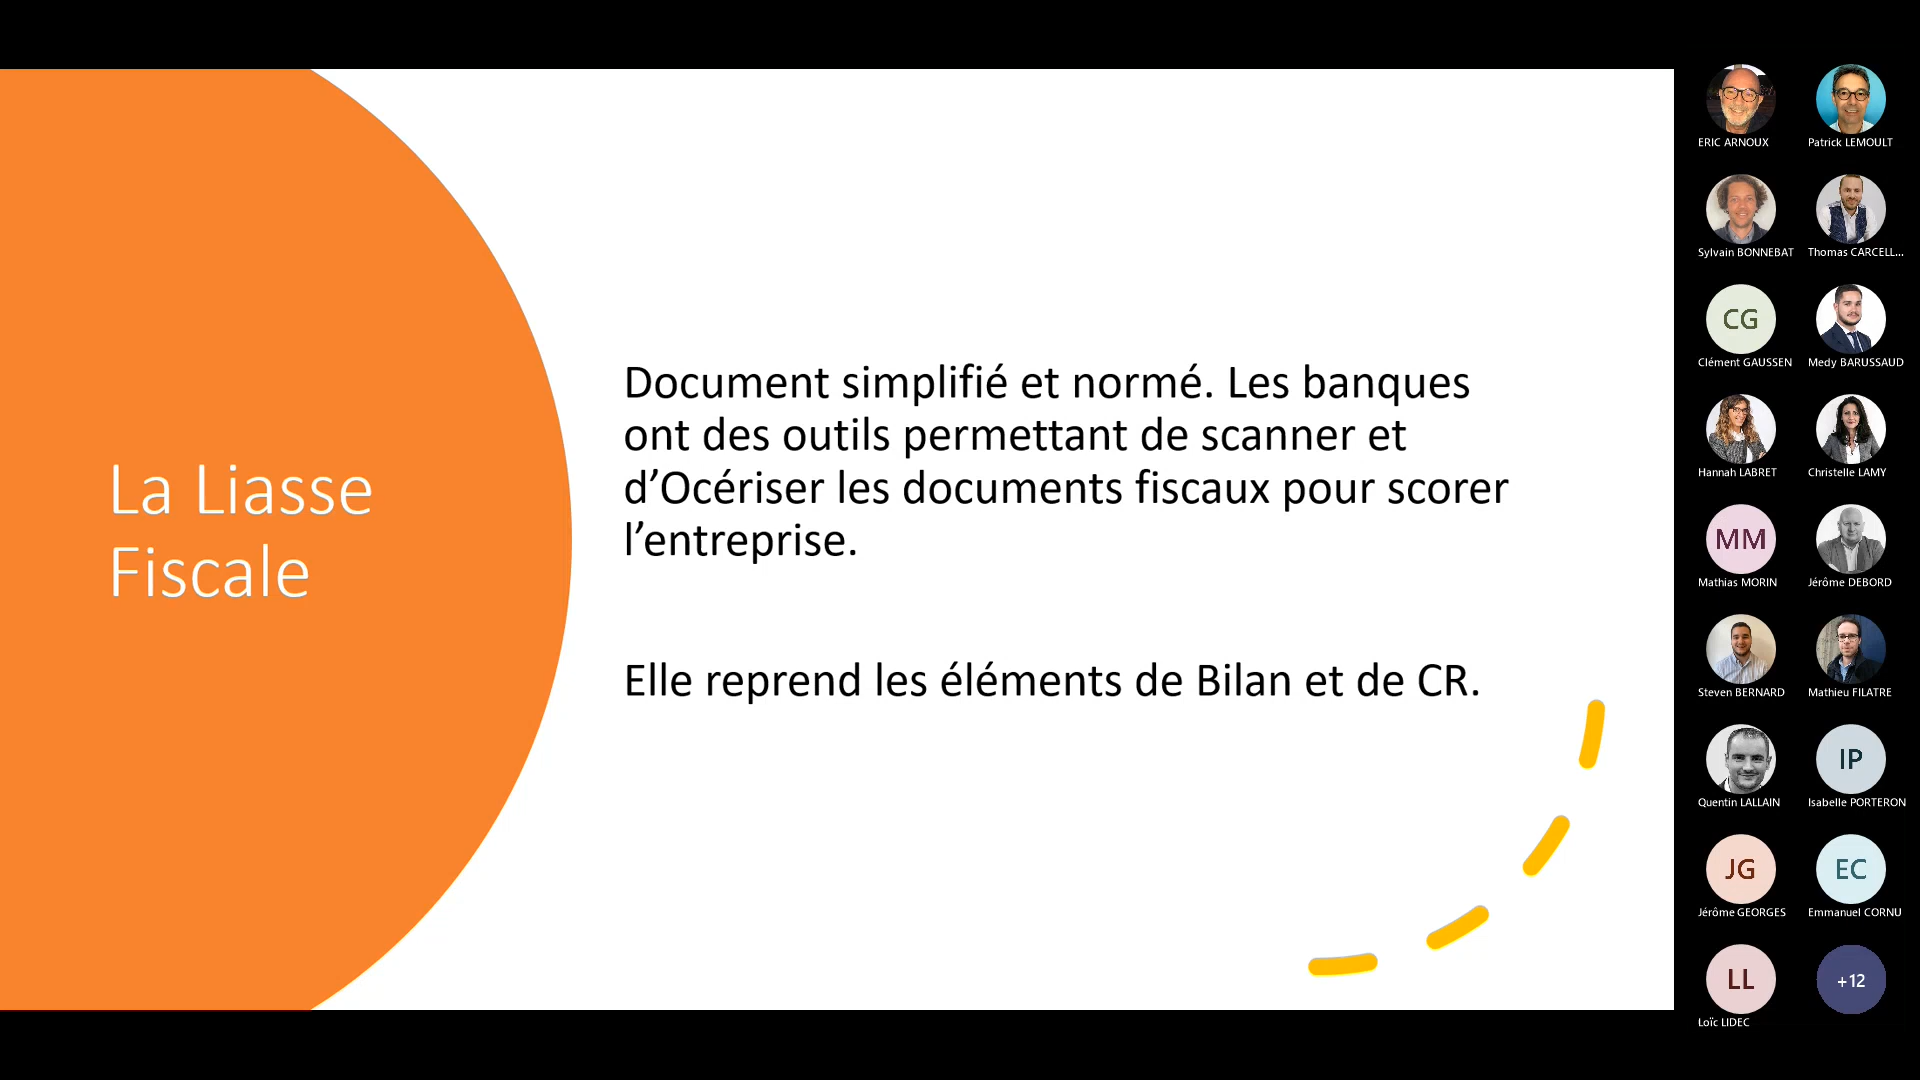 La Liasse
Fiscale
Document simplifié et normé. Les banques
ont des outils permettant de scanner et
d’Océriser les documents fiscaux pour scorer
l’entreprise.
Elle reprend les éléments de Bilan et de CR.
ERIC ARNOUX
Patrick LEMOULT
Sylvain BONNEBAT
Thomas CARCELL...
CG
Clément GAUSSEN
Medy BARUSSAUD
Hannah LABRET
Christelle LAMY
MM
Mathias MORIN
Jérôme DEBORD
Steven BERNARD
Mathieu FILATRE
Quentin LALLAIN
IP
Isabelle PORTERON
JG
Jérôme GEORGES
EC
Emmanuel CORNU
LL
Loïc LIDEC
+12